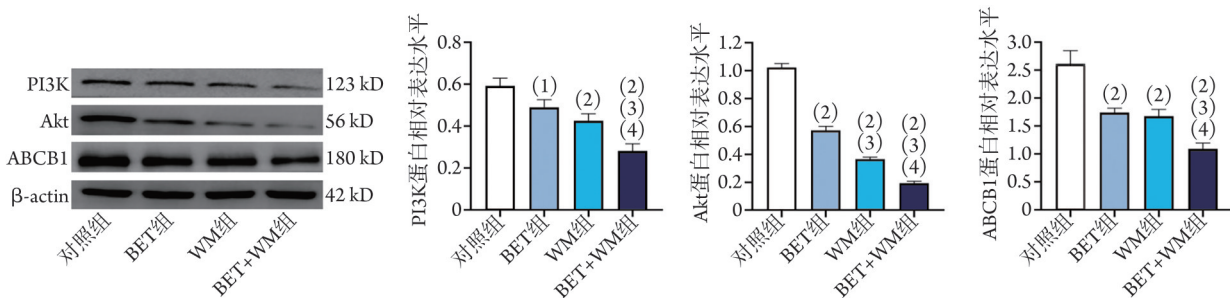 PI3K 123 kD
Akt 56 kD
ABCB1 180 kD
β-actin 42 kD
对照组 BET组 WM组 BET+WM组
PI3K蛋白相对表达水平
0.8
0.6
0.4
0.2
0
(1) (2) (2)
(3)
(4)
对照组 BET组 WM组 BET+WM组
Akt蛋白相对表达水平
1.2
1.0
0.8
0.6
0.4
0.2
0
(2) (2)
(3) (2)
(3)
(4)
对照组 BET组 WM组 BET+WM组
ABCB1蛋白相对表达水平
3.0
2.5
2.0
1.5
1.0
0.5
0
(2) (2) (2)
(3)
(4)
对照组 BET组 WM组 BET+WM组